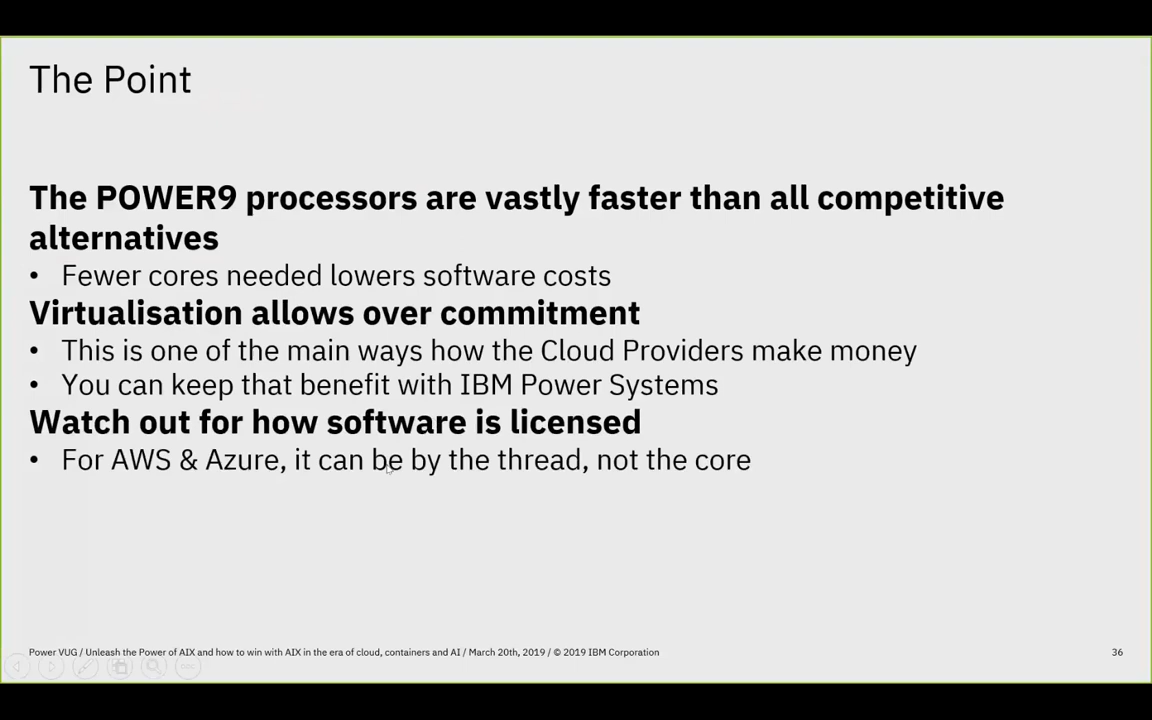 The Point
The POWER9 processors are vastly faster than all competitive
alternatives
• Fewer cores needed lowers software costs
Virtualisation allows over commitment
• This is one of the main ways how the Cloud Providers make money
• You can keep that benefit with IBM Power Systems
Watch out for how software is licensed
• For AWS & Azure, it can be by the thread, not the core
Power VUG / Unleash the Power of AIX and how to win with AIX in the era of cloud, containers and AI / March 20th, 2019 / © 2019 IBM Corporation
36